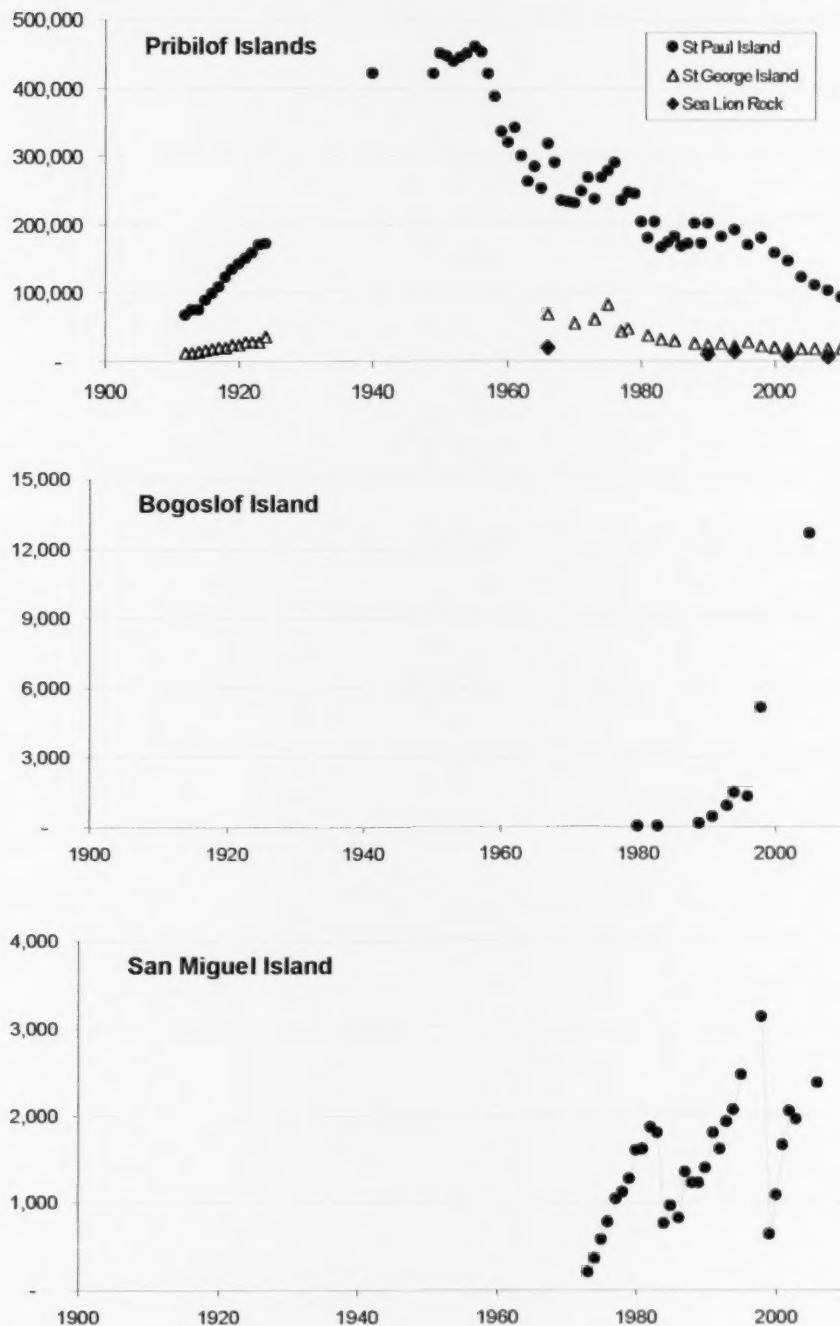 500,000
Pribilof Islands
St Paul Island
St George Island
Sea Lion Rock
400,000
300,000
200,000
100,000
-
1900 1920 1940 1960 1980 2000
15,000
Bogoslof Island
12,000
9,000
6,000
3,000
-
1900 1920 1940 1960 1980 2000
4,000
San Miguel Island
3,000
2,000
1,000
-
1900 1920 1940 1960 1980 2000